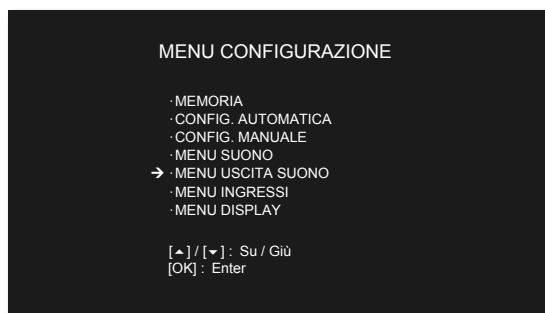 MENU CONFIGURAZIONE
·MEMORIA
·CONFIG. AUTOMATICA
·CONFIG. MANUALE
·MENU SUONO
➔ ·MENU USCITA SUONO
·MENU INGRESSI
·MENU DISPLAY
[▲] / [▼] : Su / Giù
[OK] : Enter